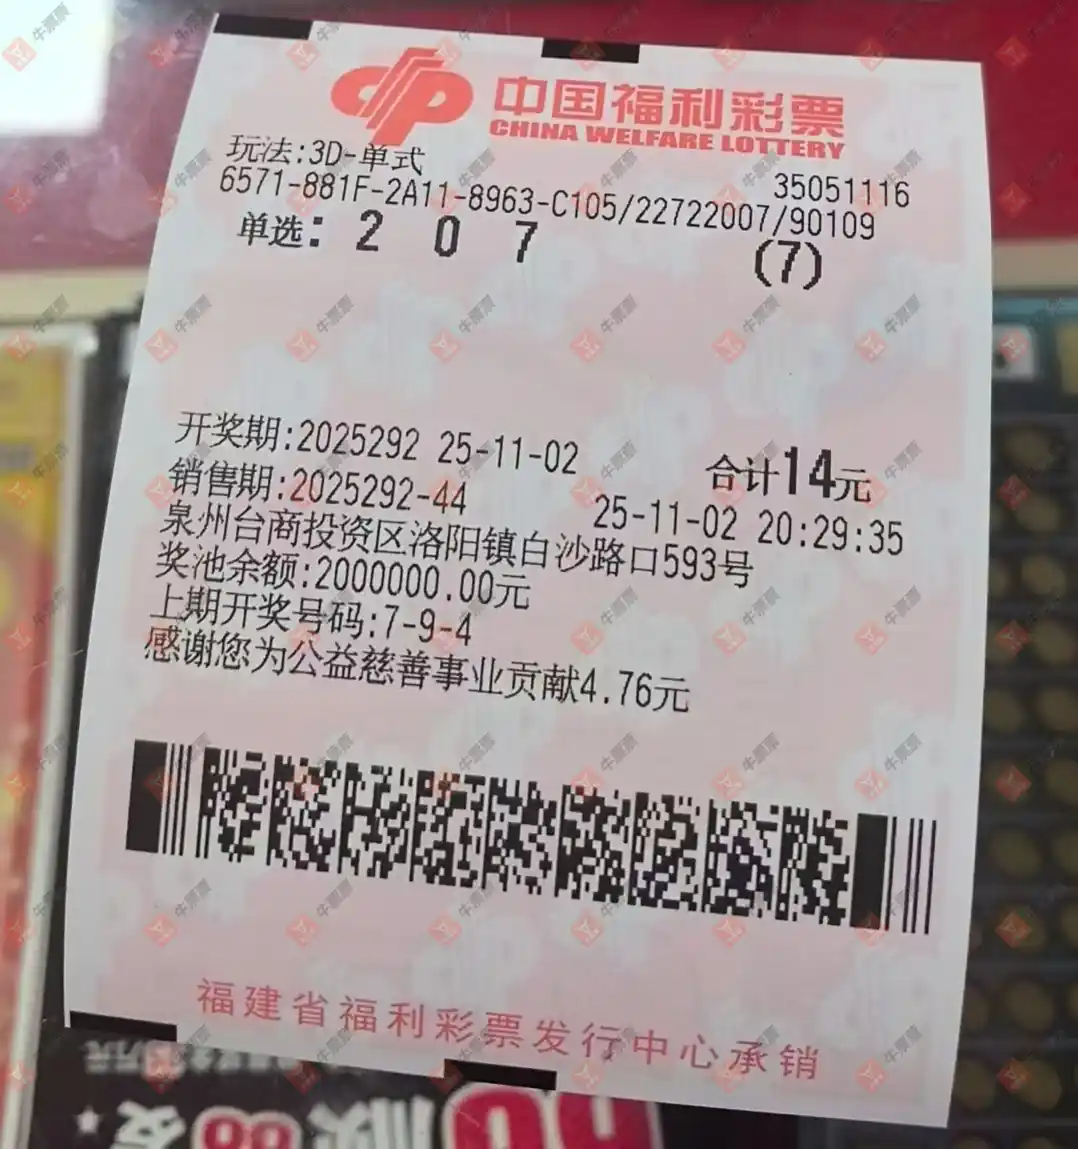 中国福利彩票
CHINA WELFARE LOTTERY
玩法:3D-单式
35051116
6571-881F-2A11-8963-C105/22722007/90109
单选: 2 0 7 (7)
开奖期:2025292 25-11-02 合计14元
销售期:2025292-44 25-11-02 20:29:35
泉州台商投资区洛阳镇白沙路口593号
奖池余额:2000000.00元
上期开奖号码:7-9-4
感谢您为公益慈善事业贡献4.76元
福建省福利彩票发行中心承销
牛票票